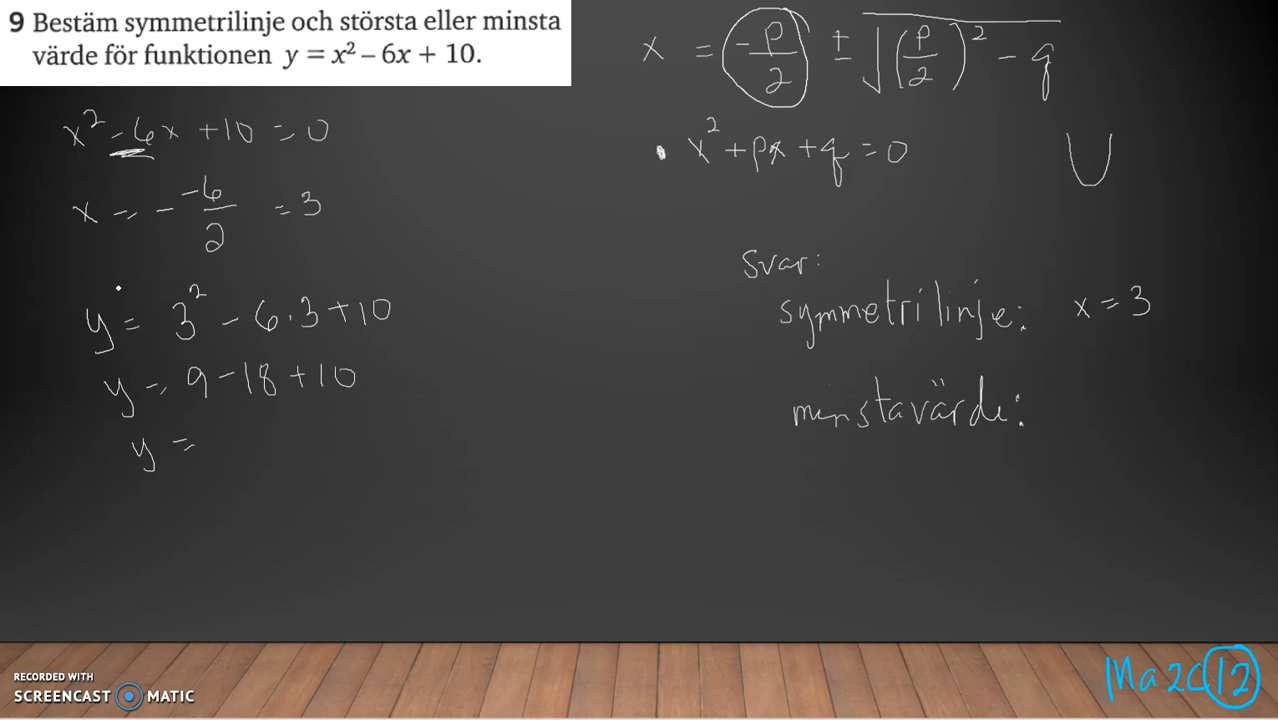 9 Bestäm symmetrilinje och största eller minsta
värde för funktionen y = x² – 6x + 10.
x² - 6x + 10 = 0
x = - -6/2 = 3
y = 3² - 6·3 + 10
y = 9 - 18 + 10
y =
x = -p/2 ± √((p/2)² - q)
x² + px + q = 0
Svar:
symmetrilinje: x = 3
minstavärde:
RECORDED WITH
SCREENCAST MATIC
Ma2c 12